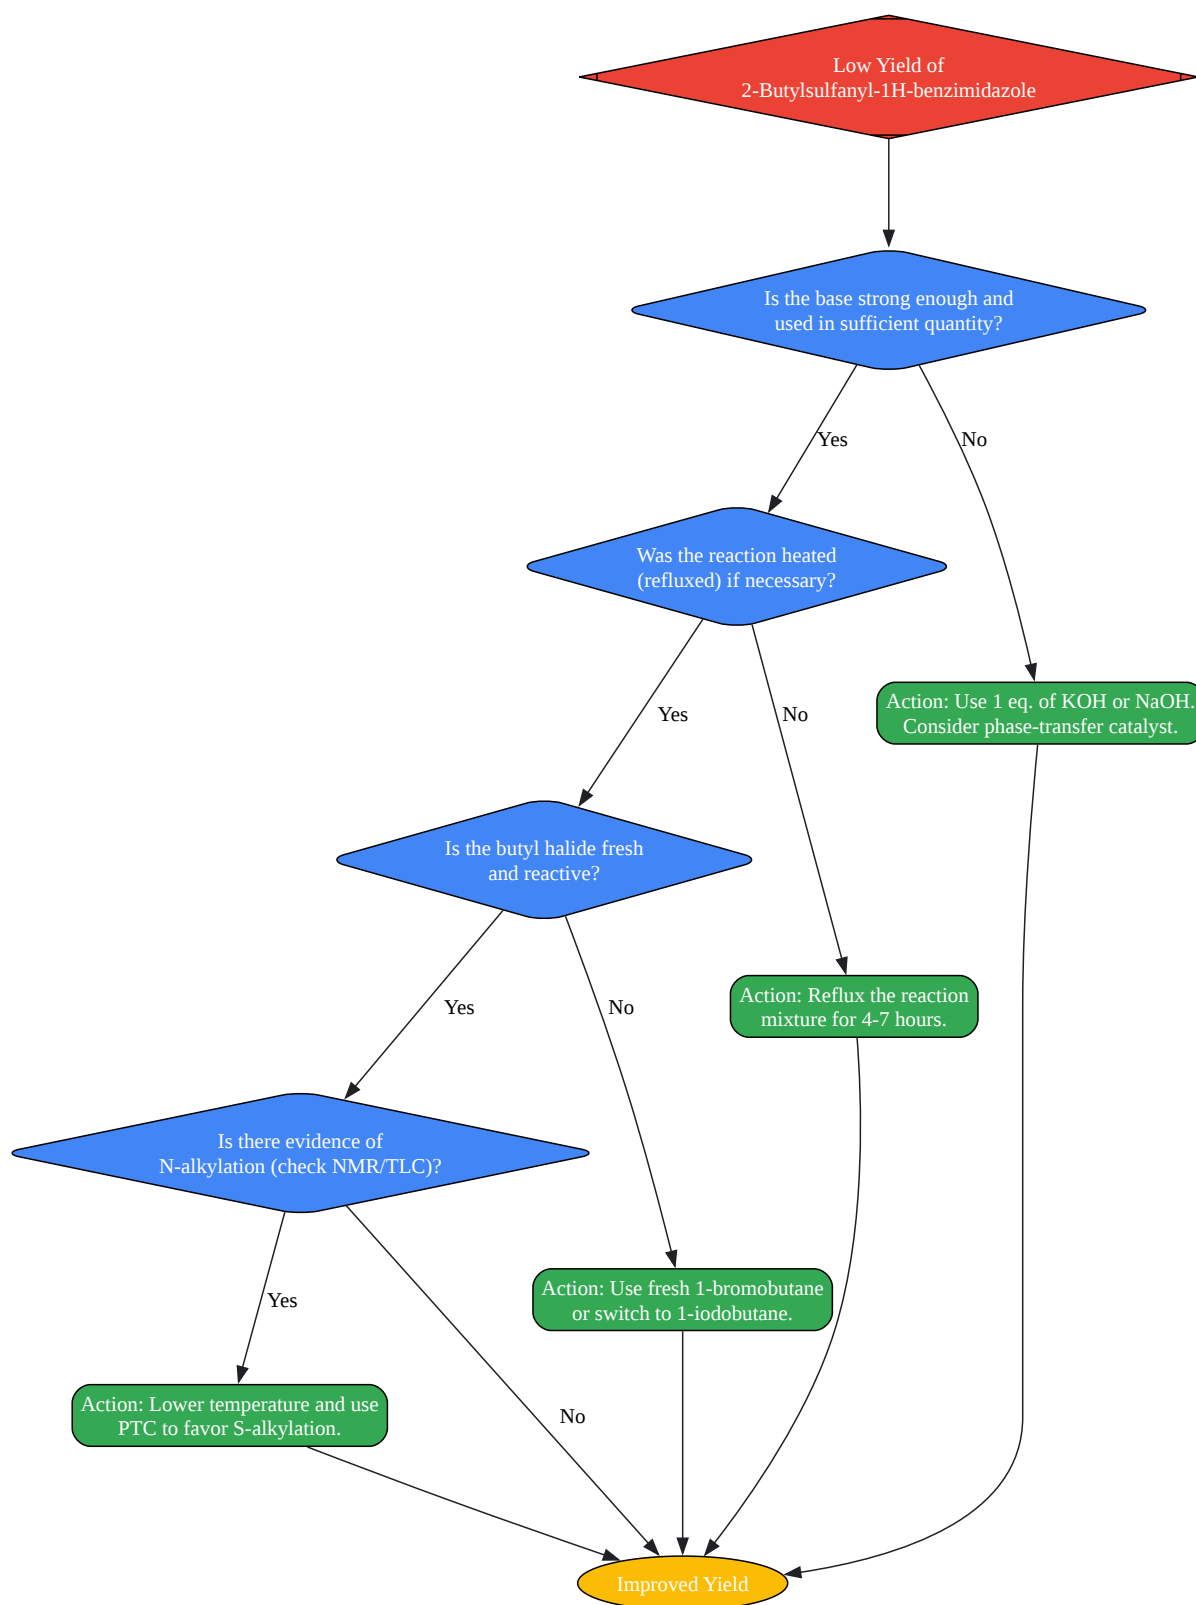 Low Yield of
2-Butylsulfanyl-1H-benzimidazole
Is the base strong enough and
used in sufficient quantity?
Yes
No
Was the reaction heated
(refluxed) if necessary?
Yes
No
Action: Use 1 eq. of KOH or NaOH.
Consider phase-transfer catalyst.
Is the butyl halide fresh
and reactive?
Yes
No
Action: Reflux the reaction
mixture for 4-7 hours.
Is there evidence of
N-alkylation (check NMR/TLC)?
Yes
No
Action: Use fresh 1-bromobutane
or switch to 1-iodobutane.
Action: Lower temperature and use
PTC to favor S-alkylation.
Improved Yield